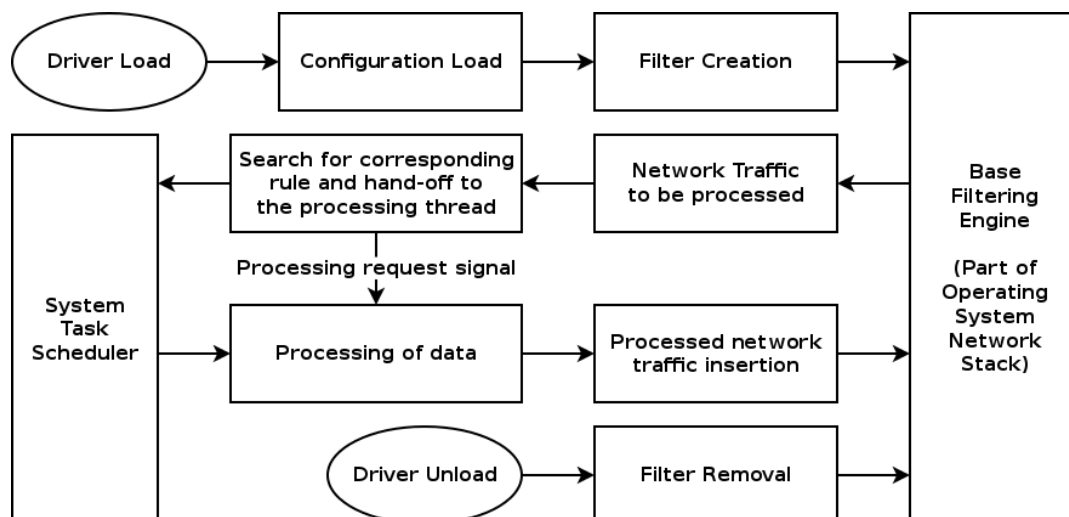 Driver Load
Configuration Load
Filter Creation
Search for corresponding
rule and hand-off to
the processing thread
Network Traffic
to be processed
Base
Filtering
Engine
(Part of
Operating
System
Network
Stack)
Processing request signal
System
Task
Scheduler
Processing of data
Processed network
traffic insertion
Driver Unload
Filter Removal